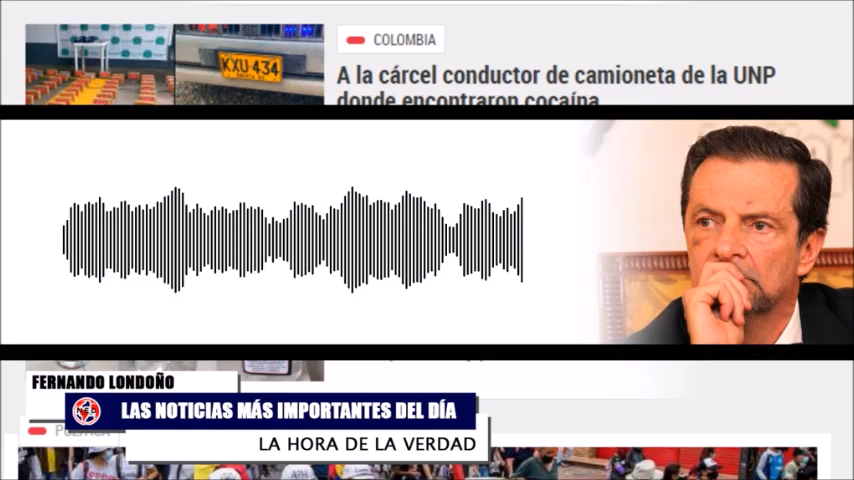 COLOMBIA
KXU 434
A la cárcel conductor de camioneta de la UNP
donde encontraron cocaína
FERNANDO LONDOÑO
LAS NOTICIAS MÁS IMPORTANTES DEL DÍA
LA HORA DE LA VERDAD